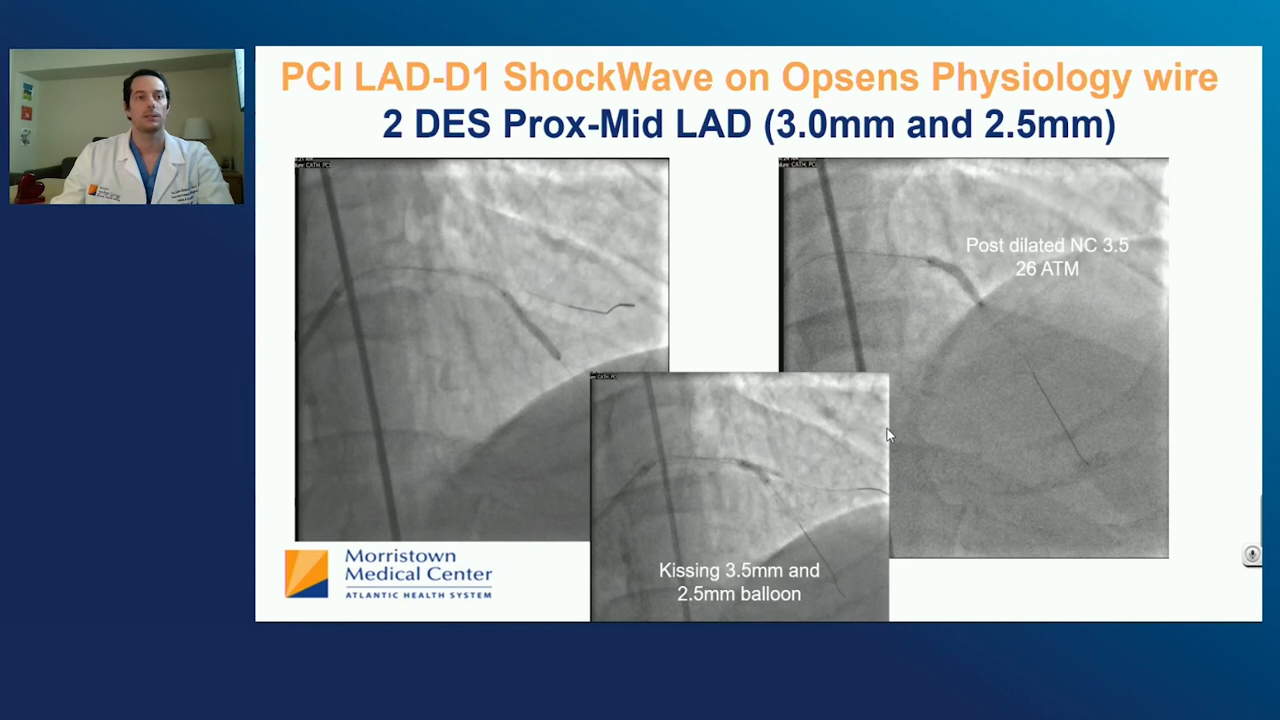 PCI LAD-D1 ShockWave on Opsens Physiology wire
2 DES Prox-Mid LAD (3.0mm and 2.5mm)
Post dilated NC 3.5
26 ATM
Kissing 3.5mm and
2.5mm balloon
Morristown
Medical Center
ATLANTIC HEALTH SYSTEM